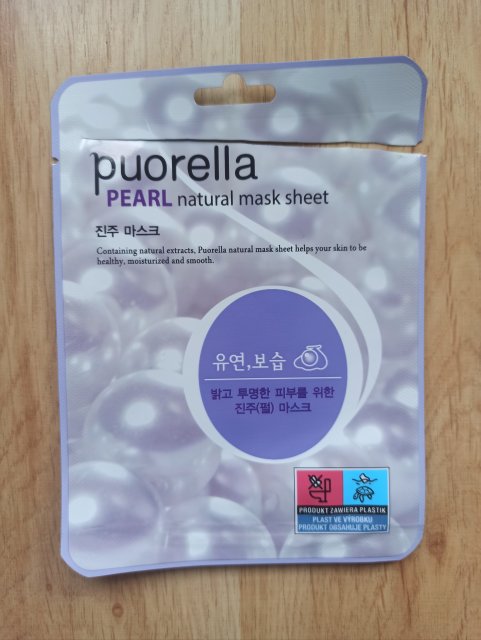 puorella
PEARL natural mask sheet
진주 마스크
Containing natural extracts, Puorella natural mask sheet helps your skin to be
healthy, moisturized and smooth.
유연,보습
밝고 투명한 피부를 위한
진주(펄) 마스크
PRODUKT ZAWIERA PLASTIK
PLAST VE VÝROBKU
PRODUKT OBSAHUJE PLASTY